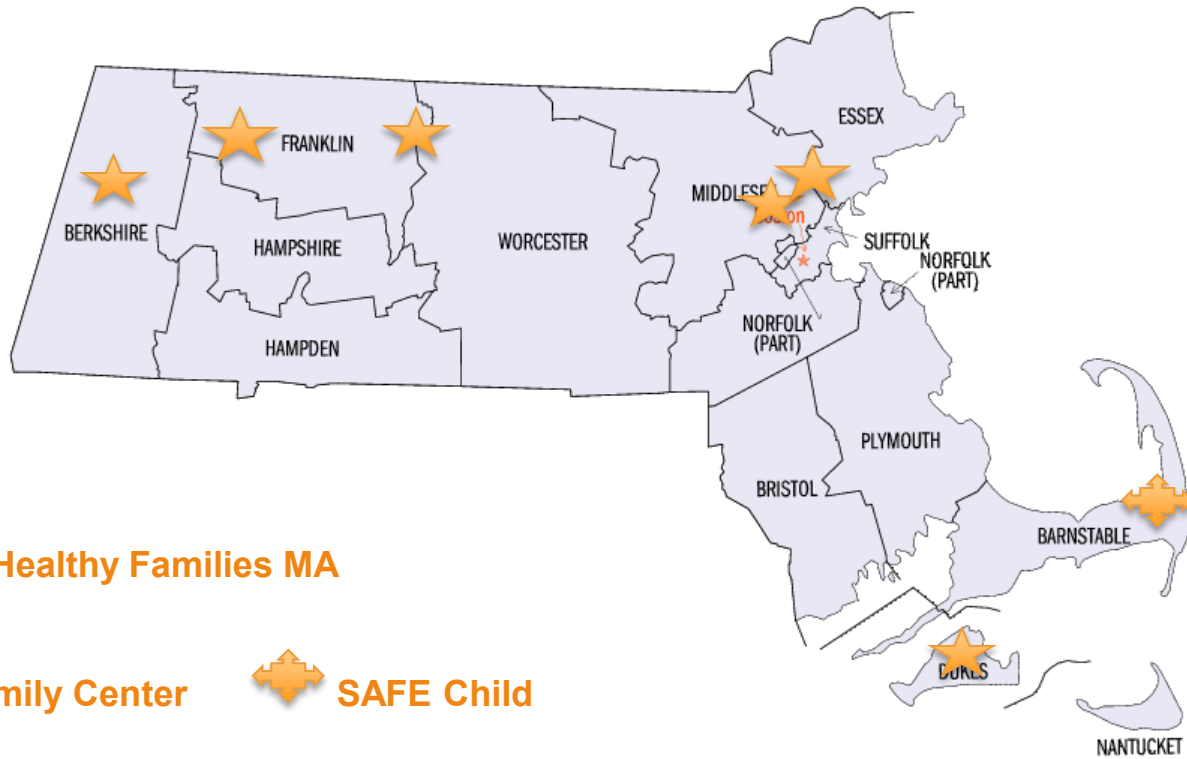 ESSEX
FRANKLIN
MIDDLESE
BERKSHIRE
oston
HAMPSHIRE
WORCESTER
SUFFOLK
NORFOLK
(PART)
NORFOLK
(PART)
HAMPDEN
PLYMOUTH
BRISTOL
BARNSTABLE
Healthy Families MA
DUKES
mily Center
SAFE Child
NANTUCKET